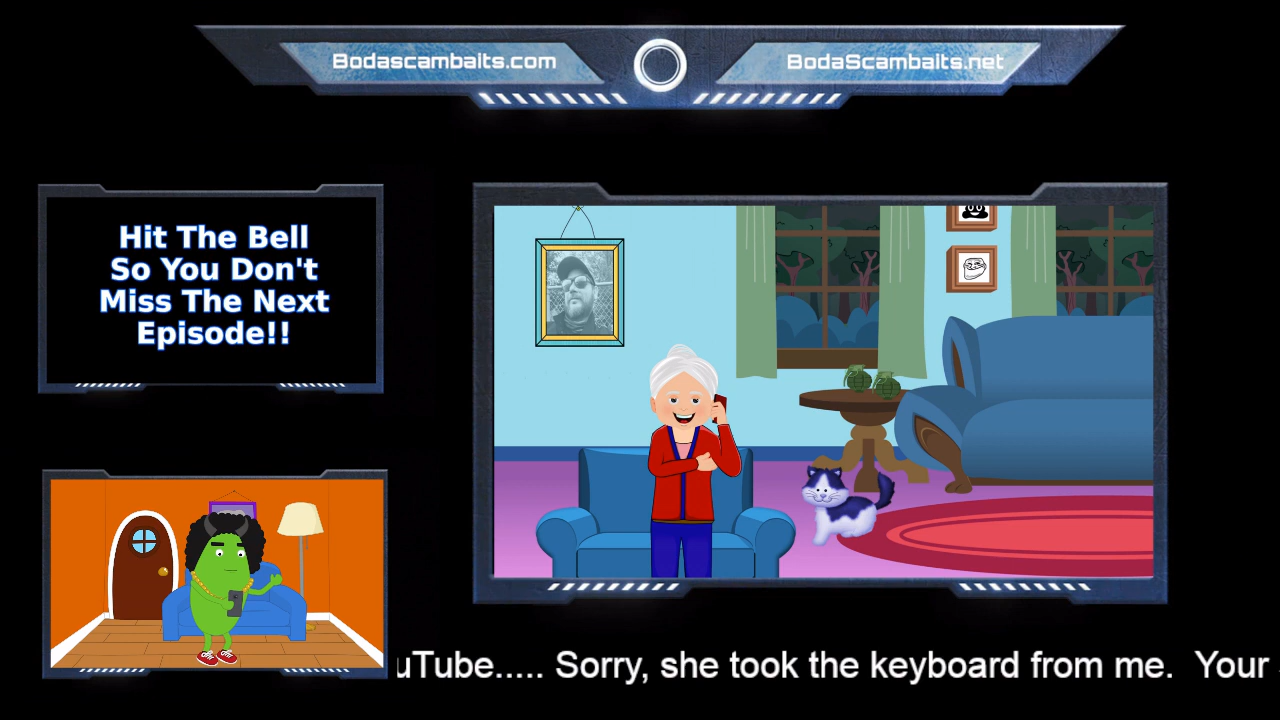 Bodascambaits.com
BodaScambaits.net
Hit The Bell
So You Don't
Miss The Next
Episode!!
uTube..... Sorry, she took the keyboard from me. Your